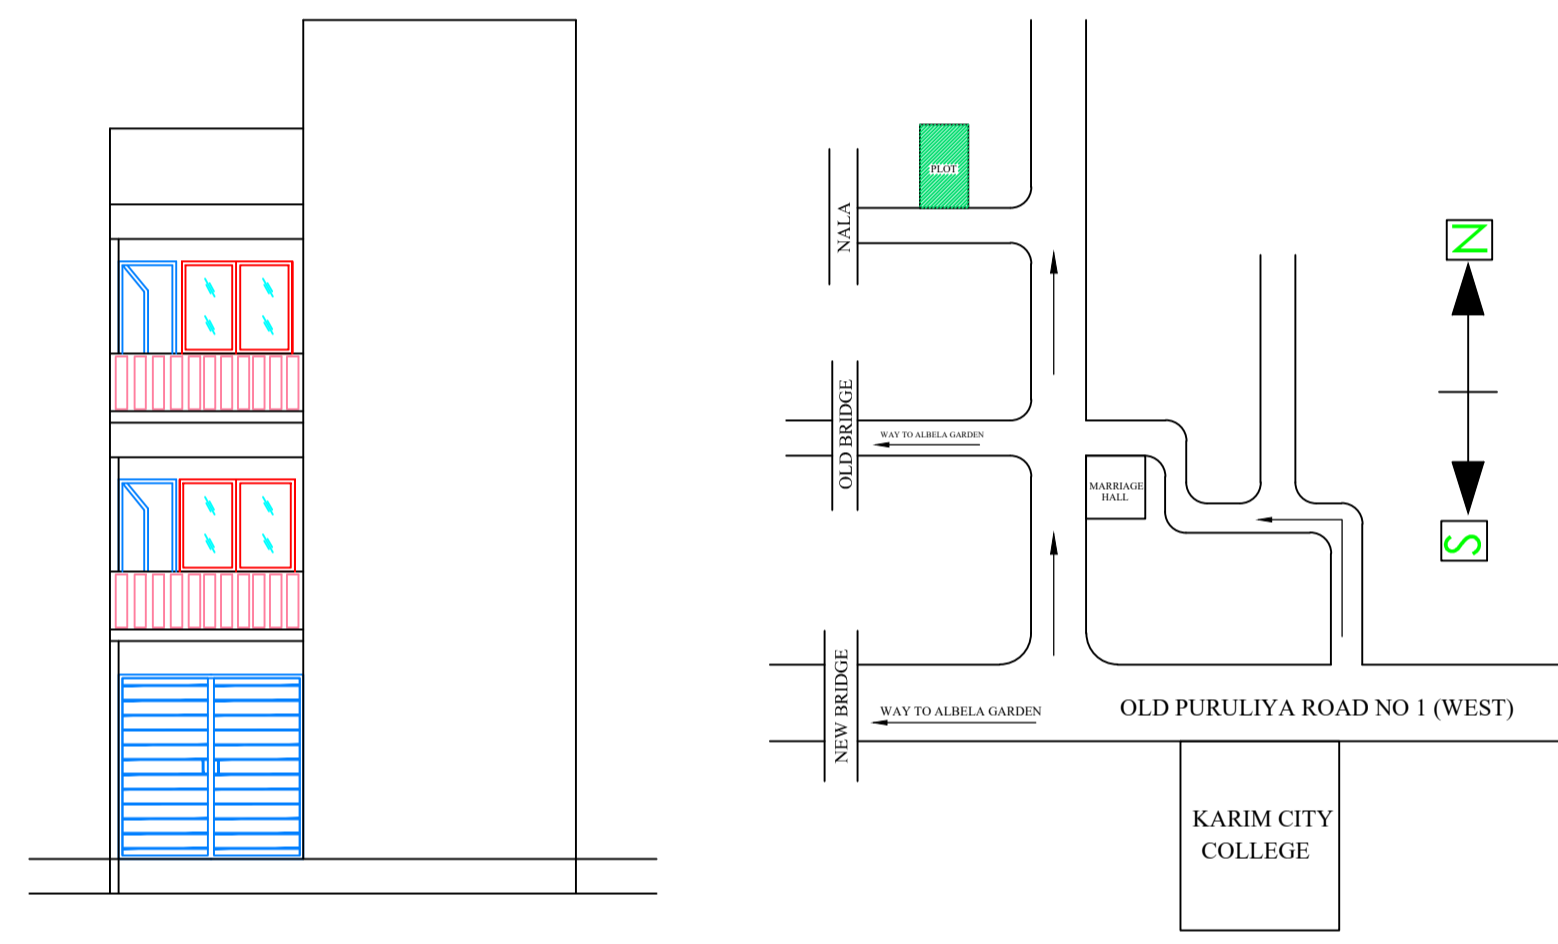 PLOT
NALA
N
OLD BRIDGE
WAY TO ALBELA GARDEN
MARRIAGE
HALL
S
NEW BRIDGE
WAY TO ALBELA GARDEN
OLD PURULIYA ROAD NO 1 (WEST)
KARIM CITY
COLLEGE